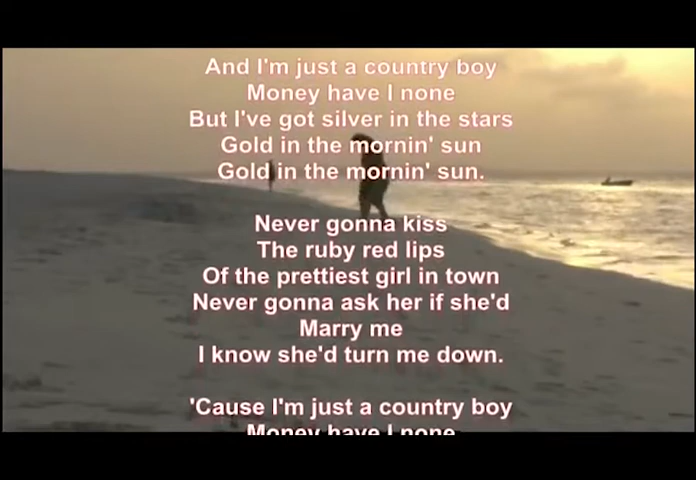 And I'm just a country boy
Money have I none
But I've got silver in the stars
Gold in the mornin' sun
Gold in the mornin' sun.
Never gonna kiss
The ruby red lips
Of the prettiest girl in town
Never gonna ask her if she'd
Marry me
I know she'd turn me down.
'Cause I'm just a country boy
Money have I none